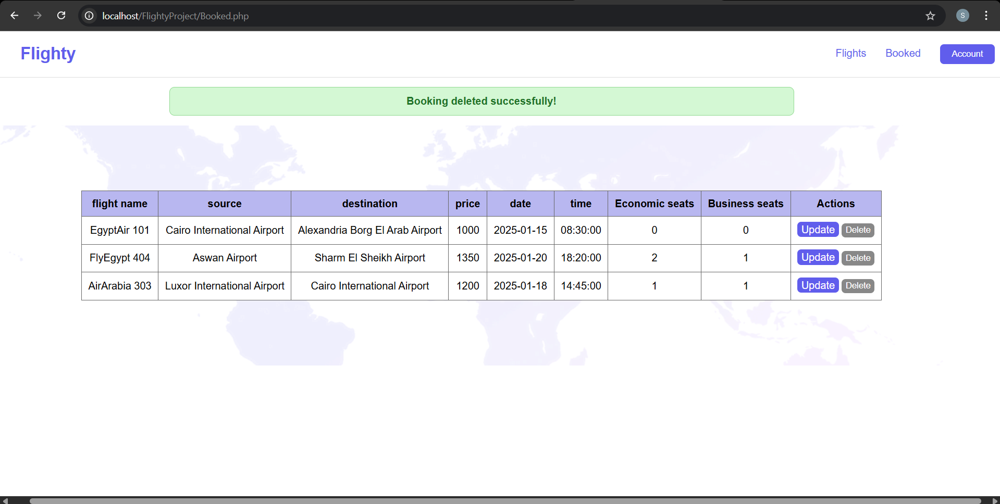 localhost/FlightyProject/Booked.php
S
Flighty
Flights Booked Account
Booking deleted successfully!
flight name source destination price date time Economic seats Business seats Actions
EgyptAir 101 Cairo International Airport Alexandria Borg El Arab Airport 1000 2025-01-15 08:30:00 0 0 Update Delete
FlyEgypt 404 Aswan Airport Sharm El Sheikh Airport 1350 2025-01-20 18:20:00 2 1 Update Delete
AirArabia 303 Luxor International Airport Cairo International Airport 1200 2025-01-18 14:45:00 1 1 Update Delete